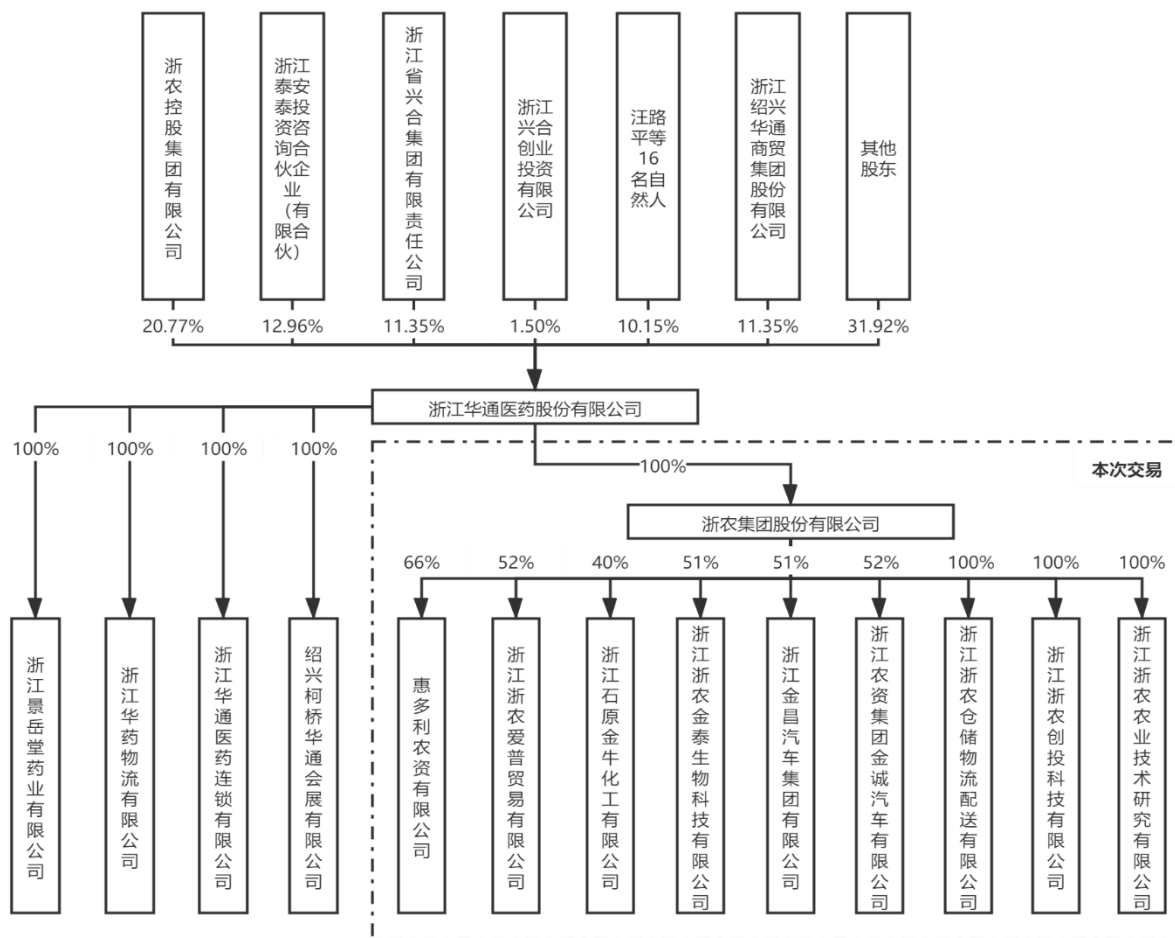 浙农控股集团有限公司
浙江泰安泰投资咨询合伙企业（有限合伙）
浙江省兴合集团有限责任公司
浙江兴合创业投资有限公司
汪路平等16名自然人
浙江绍兴华通商贸集团股份有限公司
其他股东
20.77%
12.96%
11.35%
1.50%
10.15%
11.35%
31.92%
浙江华通医药股份有限公司
100%
100%
100%
100%
100%
本次交易
浙农集团股份有限公司
66%
52%
40%
51%
51%
52%
100%
100%
100%
浙江景岳堂药业有限公司
浙江华药物流有限公司
浙江华通医药连锁有限公司
绍兴柯桥华通会展有限公司
惠多利农资有限公司
浙江浙农爱普贸易有限公司
浙江石原金牛化工有限公司
浙江浙农金泰生物科技有限公司
浙江金昌汽车集团有限公司
浙江农资集团金诚汽车有限公司
浙江浙农仓储物流配送有限公司
浙江浙农创投科技有限公司
浙江浙农农业技术研究有限公司